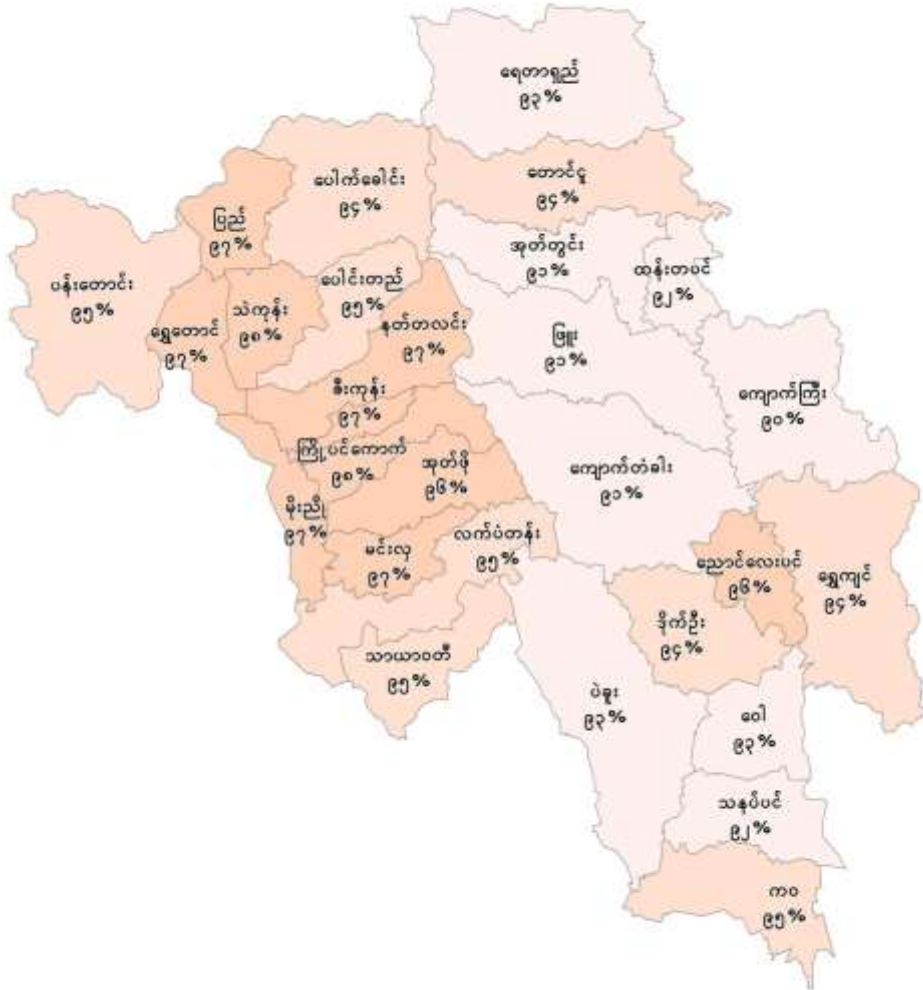 ရေတာရှည်
၉၃%
တောင်ငူ
၉၄%
ပေါက်ခေါင်း
၉၄%
ပြည်
၉၇%
အုတ်တွင်း
၉၁%
ထန်းတပင်
၉၂%
ပန်းတောင်း
၉၅%
ပေါင်းတည်
၉၅%
သဲကုန်း
၉၈%
ရွှေတောင်
၉၇%
နတ်တလင်း
၉၇%
ဖြူး
၉၁%
ကျောက်ကြီး
၉၀%
ဇီးကုန်း
၉၇%
ကြို့ပင်ကောက်
၉၈%
အုတ်ဖို
၉၆%
ကျောက်တံခါး
၉၁%
မိုးညို
၉၇%
မင်းလှ
၉၇%
လက်ပံတန်း
၉၅%
ညောင်လေးပင်
၉၆%
ရွှေကျင်
၉၄%
ဒိုက်ဦး
၉၄%
သာယာဝတီ
၉၅%
ပဲခူး
၉၃%
ဝေါ
၉၃%
သနပ်ပင်
၉၂%
ကဝ
၉၅%